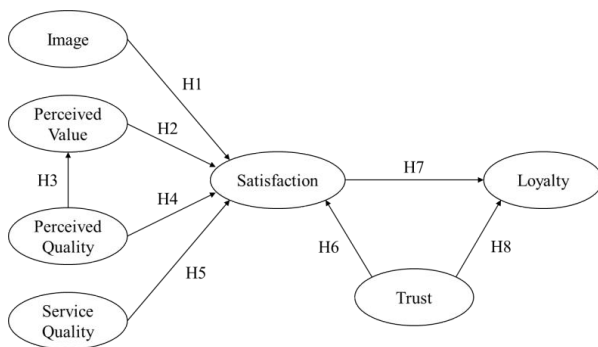 Image
H1
Perceived
Value
H2
H3
H4
Satisfaction
H7
Loyalty
Perceived
Quality
H6
H8
H5
Trust
Service
Quality